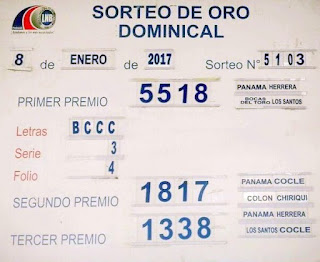 LNB
SORTEO DE ORO
DOMINICAL
8 de ENERO de 2017 Sorteo N° 5103
PRIMER PREMIO 5518 PANAMA HERRERA
BOCAS DEL TORO LOS SANTOS
Letras BCCC
Serie 3
Folio 4
SEGUNDO PREMIO 1817 PANAMA COCLE
COLON CHIRIQUI
TERCER PREMIO 1338 PANAMA HERRERA
LOS SANTOS COCLE